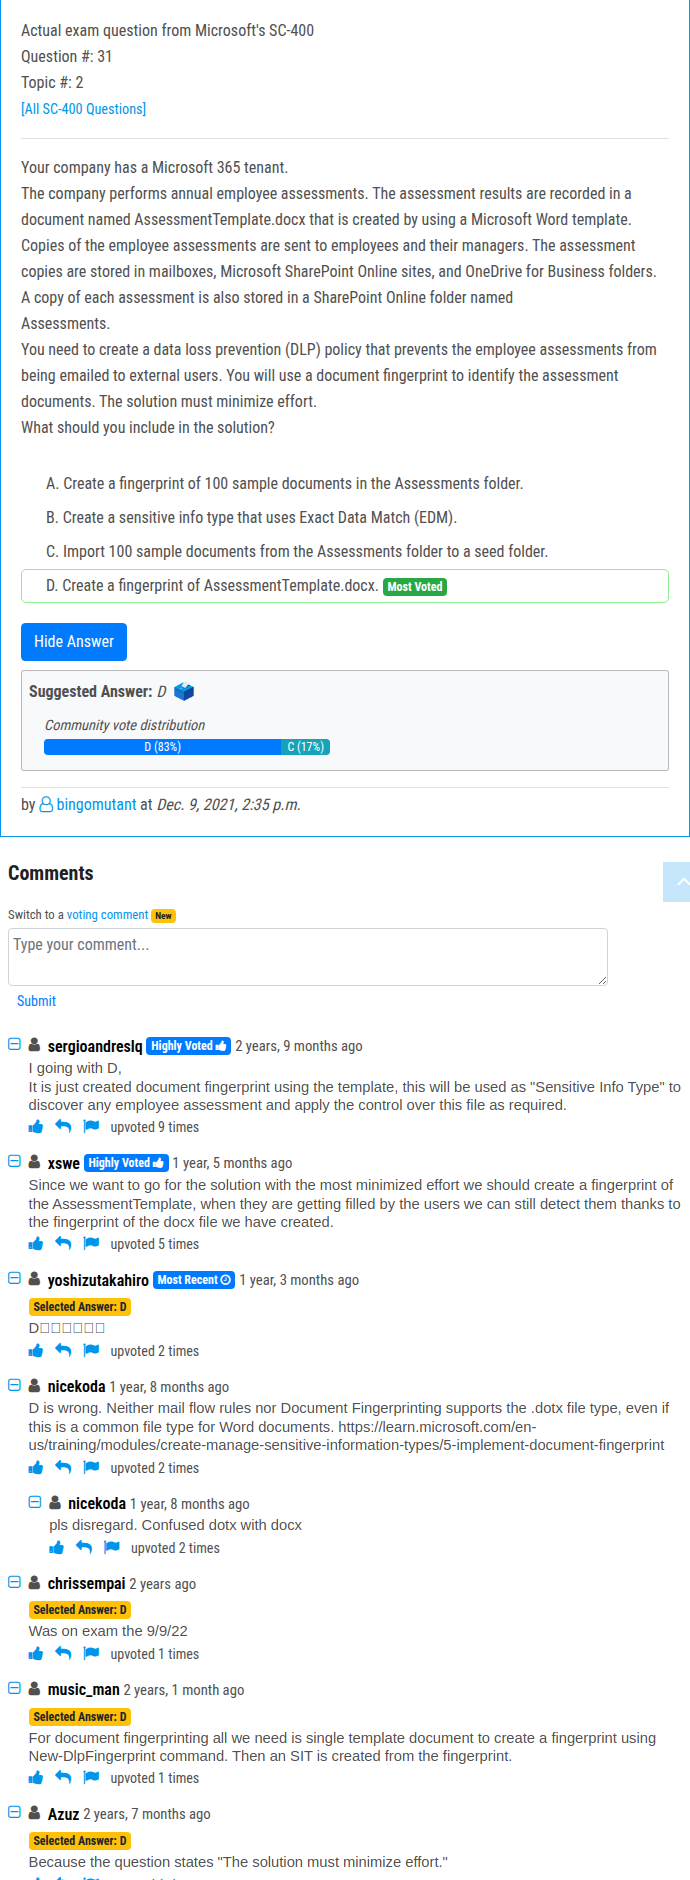 Actual exam question from Microsoft's SC-400
Question #: 31
Topic #: 2
[All SC-400 Questions]
Your company has a Microsoft 365 tenant.
The company performs annual employee assessments. The assessment results are recorded in a
document named AssessmentTemplate.docx that is created by using a Microsoft Word template.
Copies of the employee assessments are sent to employees and their managers. The assessment
copies are stored in mailboxes, Microsoft SharePoint Online sites, and OneDrive for Business folders.
A copy of each assessment is also stored in a SharePoint Online folder named
Assessments.
You need to create a data loss prevention (DLP) policy that prevents the employee assessments from
being emailed to external users. You will use a document fingerprint to identify the assessment
documents. The solution must minimize effort.
What should you include in the solution?
A. Create a fingerprint of 100 sample documents in the Assessments folder.
B. Create a sensitive info type that uses Exact Data Match (EDM).
C. Import 100 sample documents from the Assessments folder to a seed folder.
D. Create a fingerprint of AssessmentTemplate.docx. Most Voted
Hide Answer
Suggested Answer: D
Community vote distribution
D (83%) C (17%)
by bingomutant at Dec. 9, 2021, 2:35 p.m.
Comments
Switch to a voting comment New
Type your comment...
Submit
sergioandreslq Highly Voted 2 years, 9 months ago
I going with D,
It is just created document fingerprint using the template, this will be used as "Sensitive Info Type" to
discover any employee assessment and apply the control over this file as required.
upvoted 9 times
xswe Highly Voted 1 year, 5 months ago
Since we want to go for the solution with the most minimized effort we should create a fingerprint of
the AssessmentTemplate, when they are getting filled by the users we can still detect them thanks to
the fingerprint of the docx file we have created.
upvoted 5 times
yoshizutakahiro Most Recent 1 year, 3 months ago
Selected Answer: D
D
upvoted 2 times
nicekoda 1 year, 8 months ago
D is wrong. Neither mail flow rules nor Document Fingerprinting supports the .dotx file type, even if
this is a common file type for Word documents. https://learn.microsoft.com/en-
us/training/modules/create-manage-sensitive-information-types/5-implement-document-fingerprint
upvoted 2 times
nicekoda 1 year, 8 months ago
pls disregard. Confused dotx with docx
upvoted 2 times
chrissempai 2 years ago
Selected Answer: D
Was on exam the 9/9/22
upvoted 1 times
music_man 2 years, 1 month ago
Selected Answer: D
For document fingerprinting all we need is single template document to create a fingerprint using
New-DlpFingerprint command. Then an SIT is created from the fingerprint.
upvoted 1 times
Azuz 2 years, 7 months ago
Selected Answer: D
Because the question states "The solution must minimize effort."